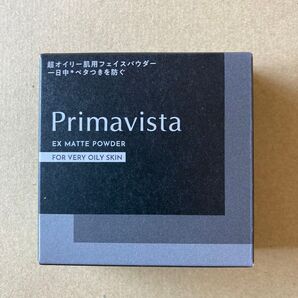 超オイリー肌用フェイスパウダー
一日中*ベタつきを防ぐ
Primavista
EX MATTE POWDER
FOR VERY OILY SKIN